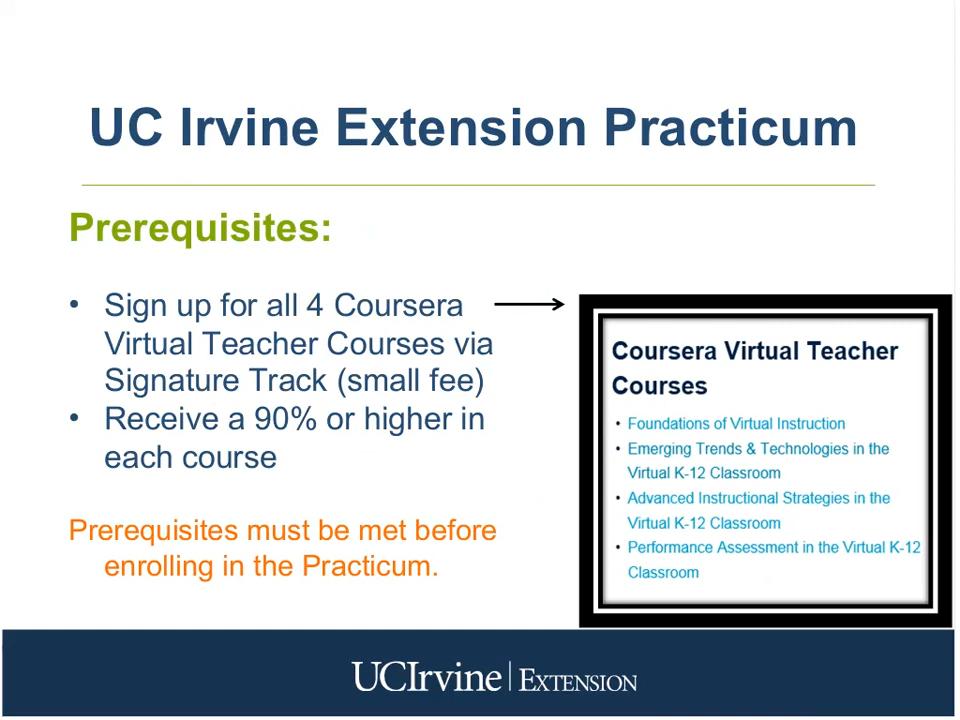 UC Irvine Extension Practicum
Prerequisites:
• Sign up for all 4 Coursera
Virtual Teacher Courses via
Signature Track (small fee)
• Receive a 90% or higher in
each course
Prerequisites must be met before
enrolling in the Practicum.
Coursera Virtual Teacher
Courses
• Foundations of Virtual Instruction
• Emerging Trends & Technologies in the
Virtual K-12 Classroom
• Advanced Instructional Strategies in the
Virtual K-12 Classroom
• Performance Assessment in the Virtual K-12
Classroom
UCIrvine | EXTENSION